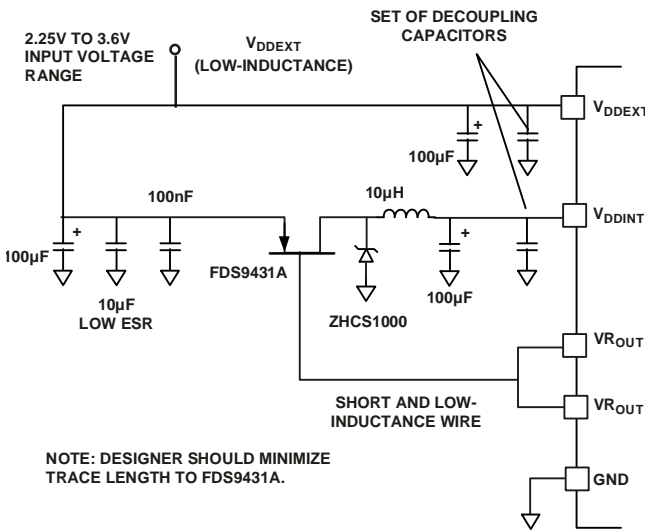 2.25V TO 3.6V
INPUT VOLTAGE
RANGE
VDDEXT
(LOW-INDUCTANCE)
SET OF DECOUPLING
CAPACITORS
VDDEXT
+
100µF
100nF
10µH
VDDINT
+
100µF
10µF
LOW ESR
FDS9431A
ZHCS1000
+
100µF
VROUT
SHORT AND LOW-
INDUCTANCE WIRE
VROUT
NOTE: DESIGNER SHOULD MINIMIZE
TRACE LENGTH TO FDS9431A.
GND